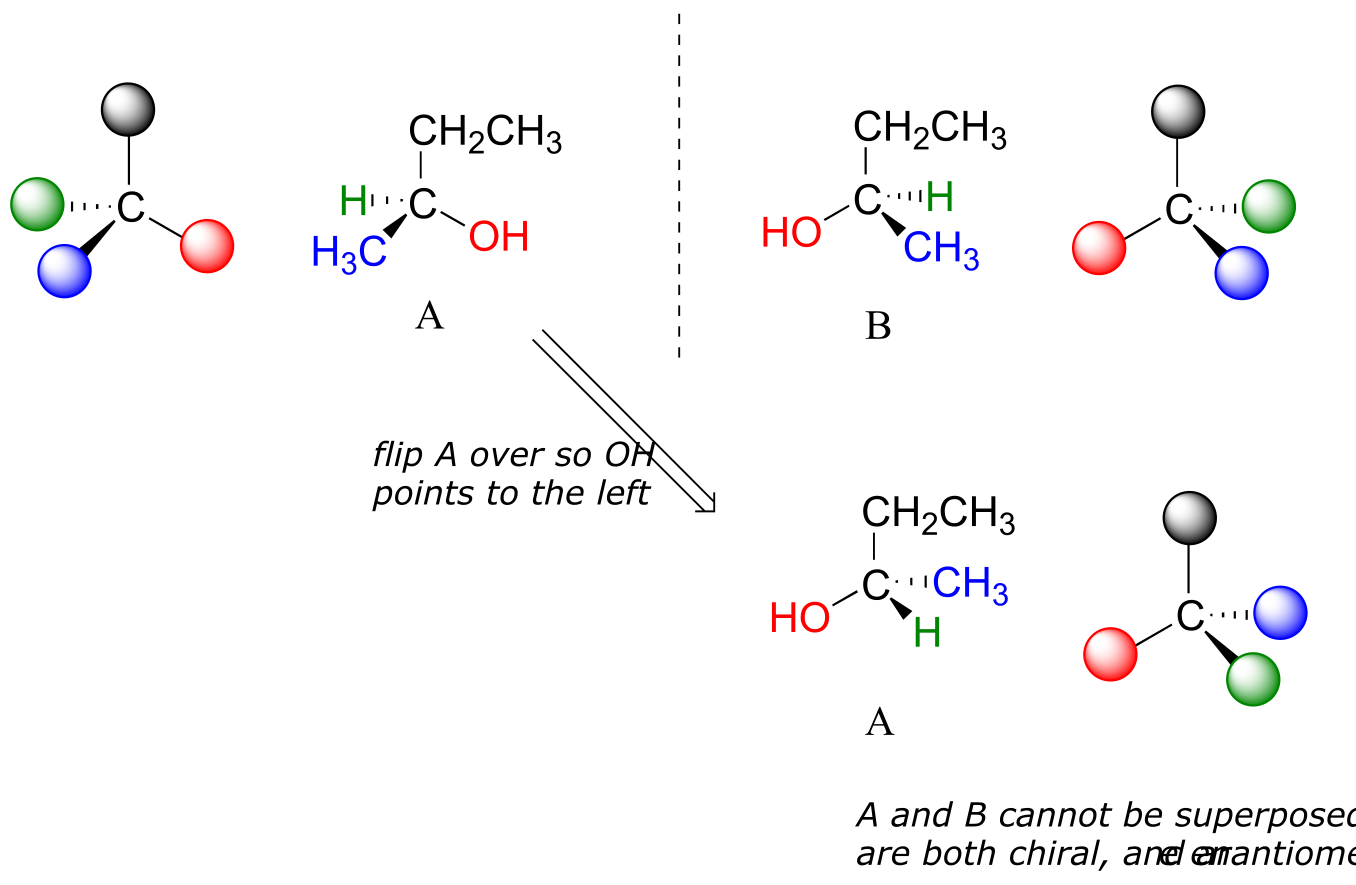 CH2CH3
H C
H3C OH
C
A
CH2CH3
C H
HO CH3
C
B
flip A over so OH
points to the left
CH2CH3
C CH3
HO H
C
A
A and B cannot be superposed
are both chiral, and